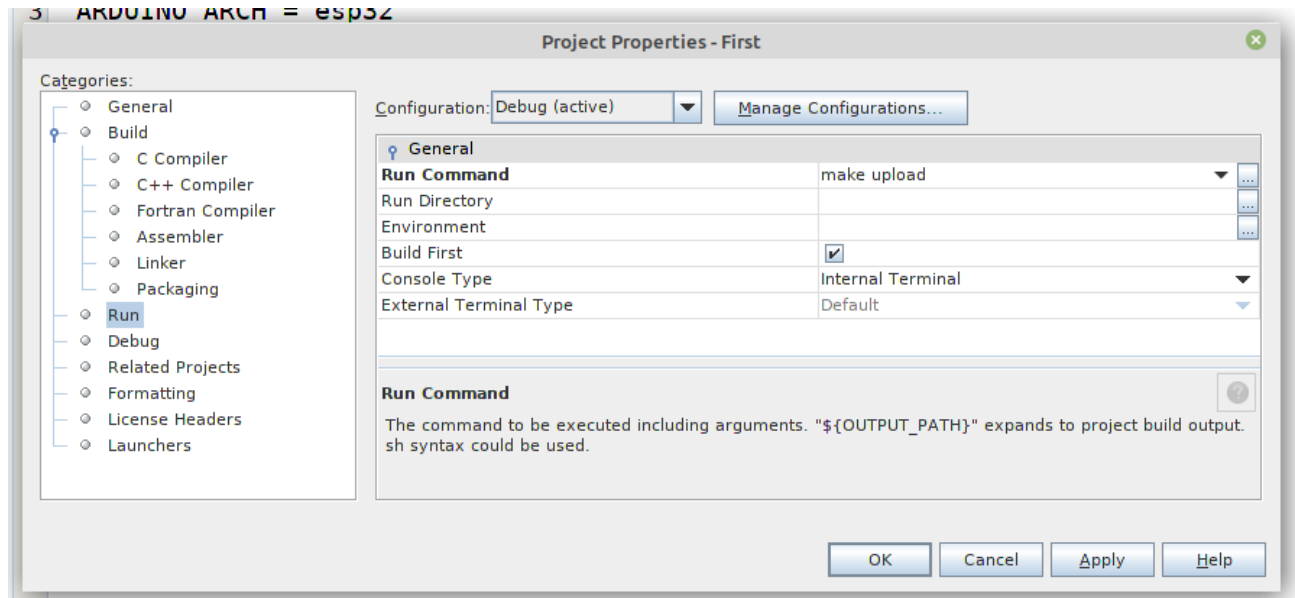 3 ARDUINO_ARCH = esp32
Project Properties - First
Categories:
General
Build
C Compiler
C++ Compiler
Fortran Compiler
Assembler
Linker
Packaging
Run
Debug
Related Projects
Formatting
License Headers
Launchers
Configuration: Debug (active) Manage Configurations...
General
Run Command make upload ...
Run Directory ...
Environment ...
Build First
Console Type Internal Terminal
External Terminal Type Default
Run Command ?
The command to be executed including arguments. "${OUTPUT_PATH}" expands to project build output.
sh syntax could be used.
OK Cancel Apply Help